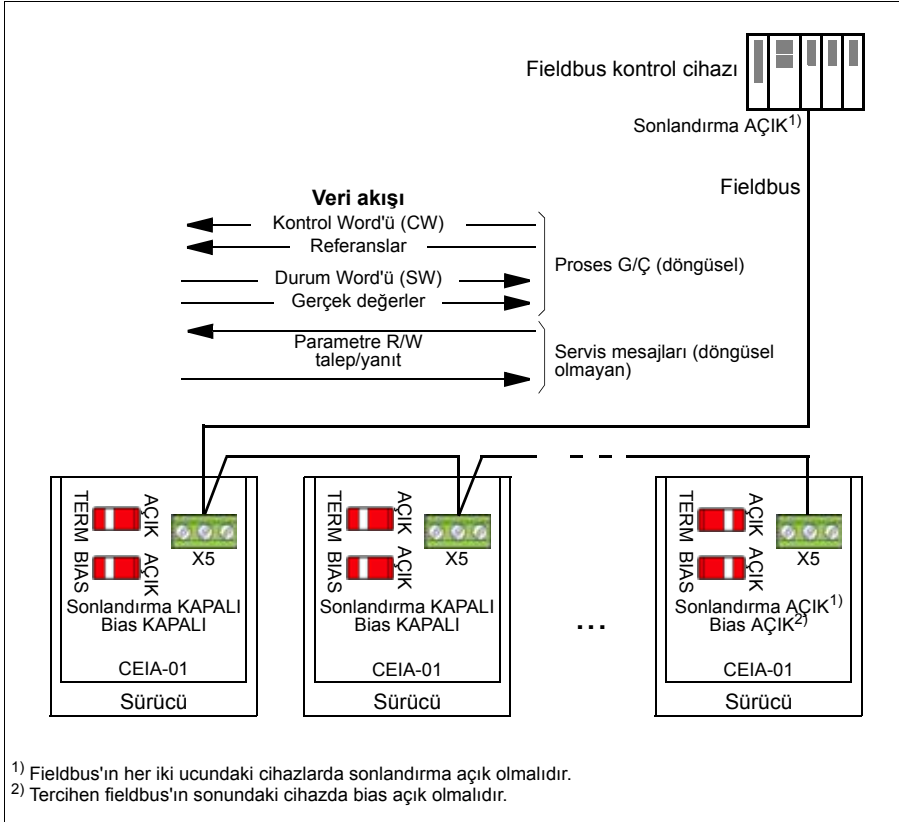 Fieldbus kontrol cihazı
Sonlandırma AÇIK1)
Fieldbus
Veri akışı
Kontrol Word'ü (CW)
Referanslar
Durum Word'ü (SW)
Gerçek değerler
Proses G/Ç (döngüsel)
Parametre R/W
talep/yanıt
Servis mesajları (döngüsel
olmayan)
TERM
AÇIK
BIAS
AÇIK
X5
Sonlandırma KAPALI
Bias KAPALI
CEIA-01
Sürücü
TERM
AÇIK
BIAS
AÇIK
X5
Sonlandırma KAPALI
Bias KAPALI
CEIA-01
Sürücü
...
TERM
AÇIK
BIAS
AÇIK
X5
Sonlandırma AÇIK1)
Bias AÇIK2)
CEIA-01
Sürücü
1) Fieldbus'ın her iki ucundaki cihazlarda sonlandırma açık olmalıdır.
2) Tercihen fieldbus'ın sonundaki cihazda bias açık olmalıdır.